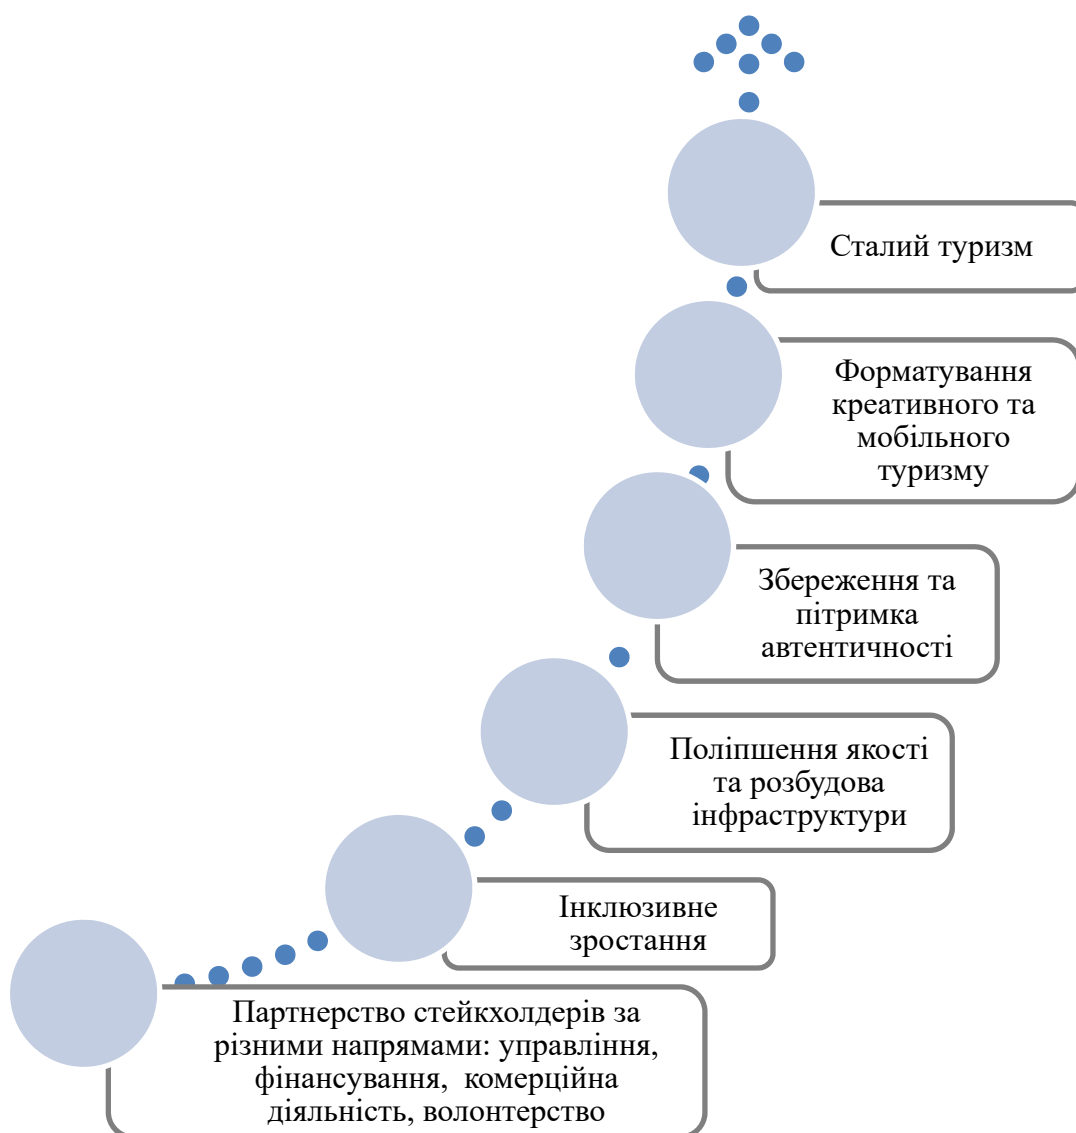 Сталий туризм
Форматування
креативного та
мобільного
туризму
Збереження та
пітримка
автентичності
Поліпшення якості
та розбудова
інфраструктури
Інклюзивне
зростання
Партнерство стейкхолдерів за
різними напрямами: управління,
фінансування, комерційна
діяльність, волонтерство